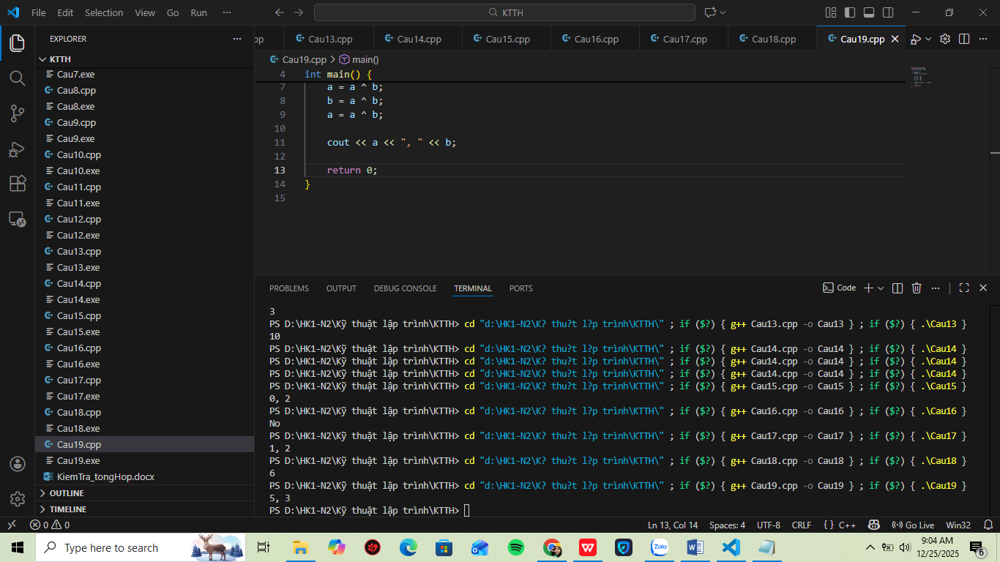 File Edit Selection View Go Run ··· KTTH
EXPLORER ···
KTTH
Cau7.exe
Cau8.cpp
Cau8.exe
Cau9.cpp
Cau9.exe
Cau10.cpp
Cau10.exe
Cau11.cpp
Cau11.exe
Cau12.cpp
Cau12.exe
Cau13.cpp
Cau13.exe
Cau14.cpp
Cau14.exe
Cau15.cpp
Cau15.exe
Cau16.cpp
Cau16.exe
Cau17.cpp
Cau17.exe
Cau18.cpp
Cau18.exe
Cau19.cpp
Cau19.exe
KiemTra_tongHop.docx
OUTLINE
TIMELINE
pp Cau13.cpp Cau14.cpp Cau15.cpp Cau16.cpp Cau17.cpp Cau18.cpp Cau19.cpp
Cau19.cpp > main()
4 int main() {
7 a = a ^ b;
8 b = a ^ b;
9 a = a ^ b;
10
11 cout << a << ", " << b;
12
13 return 0;
14 }
15
PROBLEMS OUTPUT DEBUG CONSOLE TERMINAL PORTS Code
3
PS D:\HK1-N2\Kỹ thuật lập trình\KTTH> cd "d:\HK1-N2\K? thu?t l?p trình\KTTH\" ; if ($?) { g++ Cau13.cpp -o Cau13 } ; if ($?) { .\Cau13 }
10
PS D:\HK1-N2\Kỹ thuật lập trình\KTTH> cd "d:\HK1-N2\K? thu?t l?p trình\KTTH\" ; if ($?) { g++ Cau14.cpp -o Cau14 } ; if ($?) { .\Cau14 }
PS D:\HK1-N2\Kỹ thuật lập trình\KTTH> cd "d:\HK1-N2\K? thu?t l?p trình\KTTH\" ; if ($?) { g++ Cau14.cpp -o Cau14 } ; if ($?) { .\Cau14 }
PS D:\HK1-N2\Kỹ thuật lập trình\KTTH> cd "d:\HK1-N2\K? thu?t l?p trình\KTTH\" ; if ($?) { g++ Cau14.cpp -o Cau14 } ; if ($?) { .\Cau14 }
PS D:\HK1-N2\Kỹ thuật lập trình\KTTH> cd "d:\HK1-N2\K? thu?t l?p trình\KTTH\" ; if ($?) { g++ Cau15.cpp -o Cau15 } ; if ($?) { .\Cau15 }
0, 2
PS D:\HK1-N2\Kỹ thuật lập trình\KTTH> cd "d:\HK1-N2\K? thu?t l?p trình\KTTH\" ; if ($?) { g++ Cau16.cpp -o Cau16 } ; if ($?) { .\Cau16 }
No
PS D:\HK1-N2\Kỹ thuật lập trình\KTTH> cd "d:\HK1-N2\K? thu?t l?p trình\KTTH\" ; if ($?) { g++ Cau17.cpp -o Cau17 } ; if ($?) { .\Cau17 }
1, 2
PS D:\HK1-N2\Kỹ thuật lập trình\KTTH> cd "d:\HK1-N2\K? thu?t l?p trình\KTTH\" ; if ($?) { g++ Cau18.cpp -o Cau18 } ; if ($?) { .\Cau18 }
6
PS D:\HK1-N2\Kỹ thuật lập trình\KTTH> cd "d:\HK1-N2\K? thu?t l?p trình\KTTH\" ; if ($?) { g++ Cau19.cpp -o Cau19 } ; if ($?) { .\Cau19 }
5, 3
PS D:\HK1-N2\Kỹ thuật lập trình\KTTH>
0 0 Ln 13, Col 14 Spaces: 4 UTF-8 CRLF { } C++ Go Live Win32
Type here to search Zalo 9:04 AM
12/25/2025 6